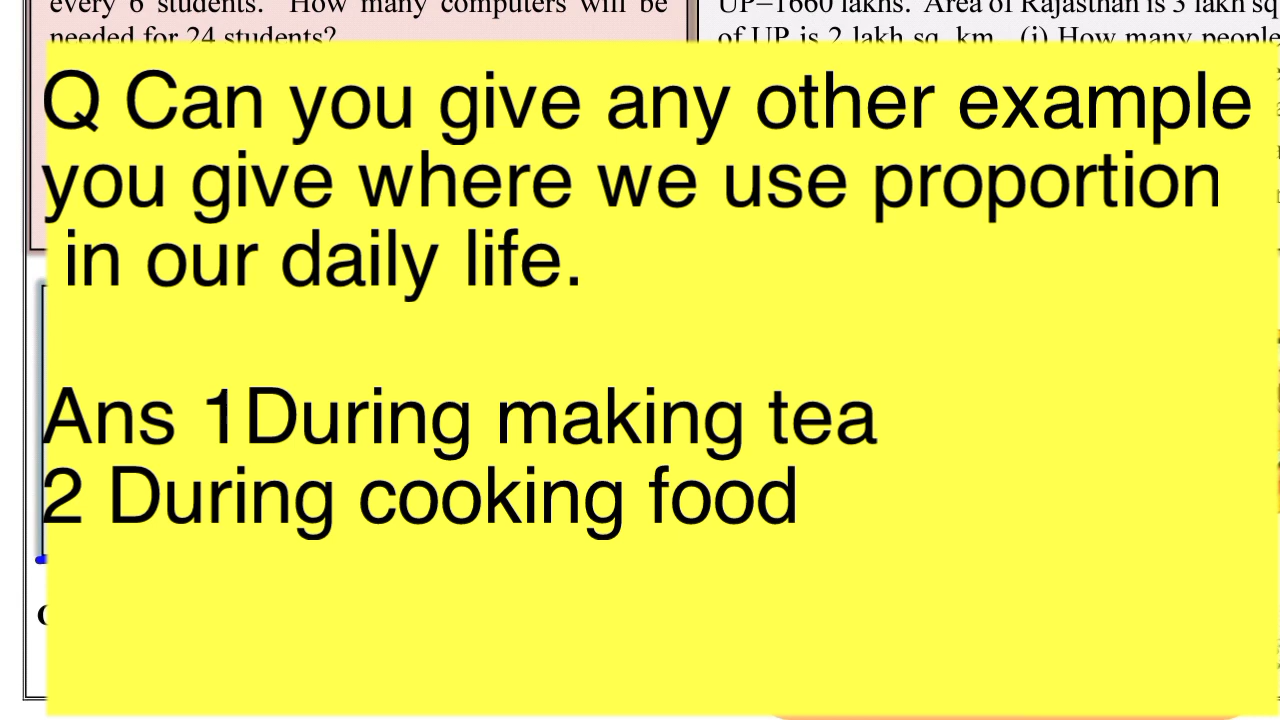 every 6 students. How many computers will be
needed for 24 students?
UP–1660 lakhs. Area of Rajasthan is 3 lakh sq
of UP is 2 lakh sq. km. (i) How many people
Q Can you give any other example
you give where we use proportion
in our daily life.
Ans 1During making tea
2 During cooking food